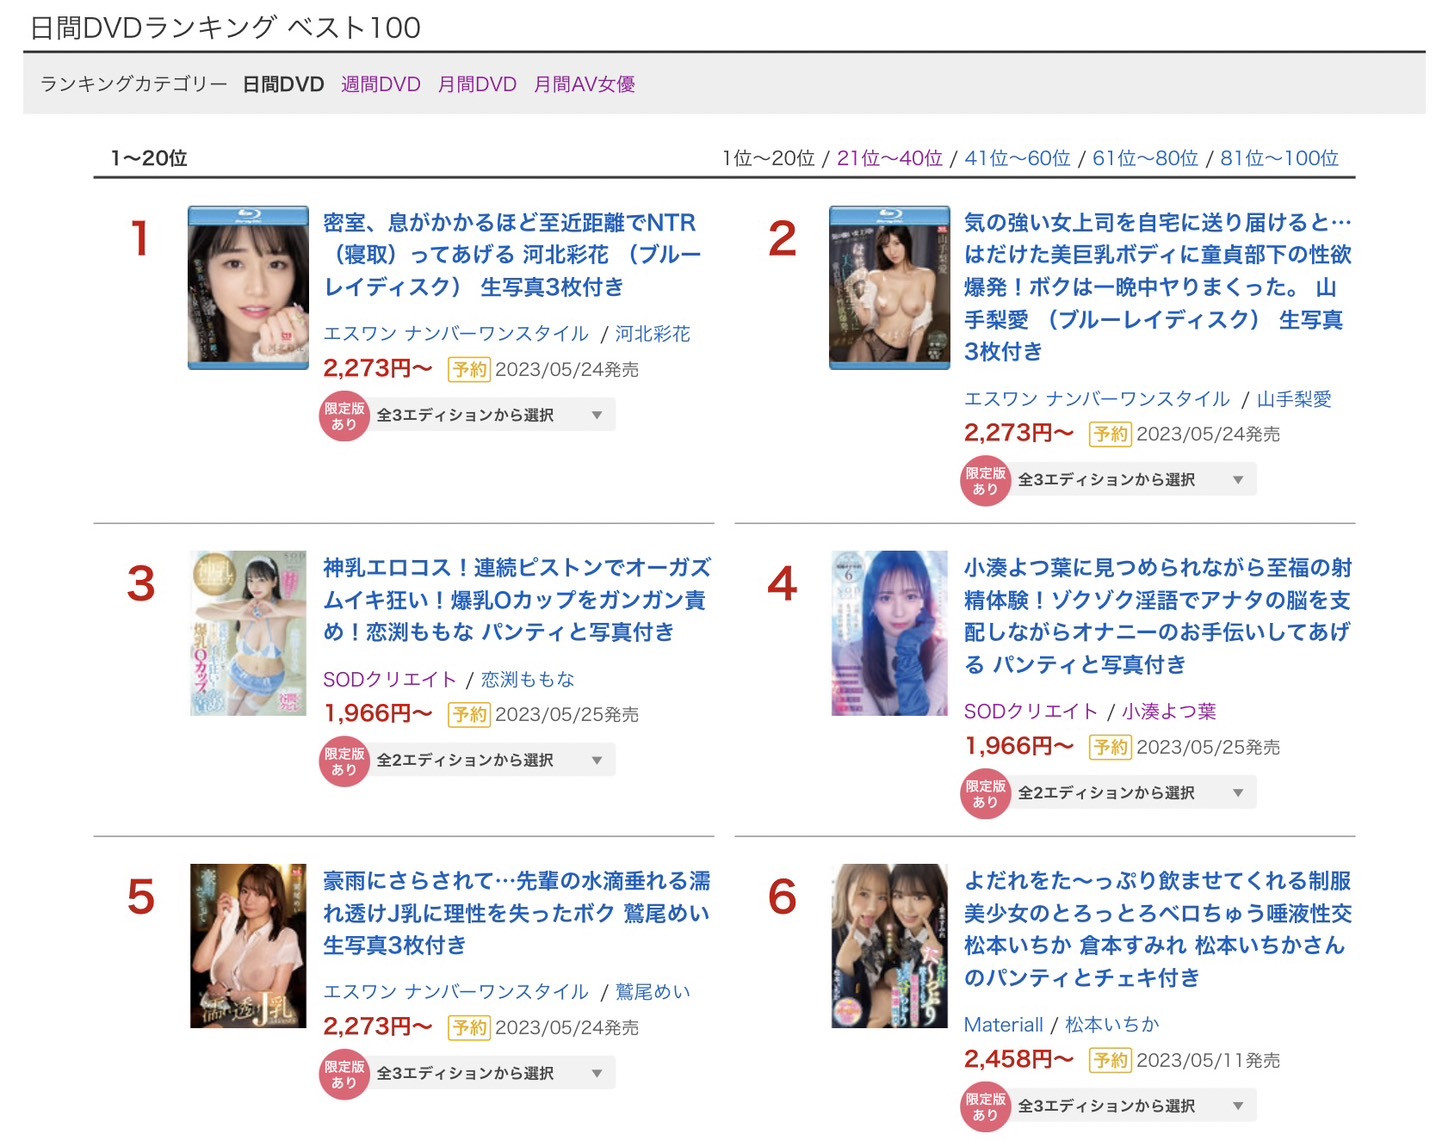 日間DVDランキング ベスト100
ランキングカテゴリー 日間DVD 週間DVD 月間DVD 月間AV女優
1〜20位
1位〜20位 / 21位〜40位 / 41位〜60位 / 61位〜80位 / 81位〜100位
1
密室、息がかかるほど至近距離でNTR
（寝取）ってあげる 河北彩花 （ブルー
レイディスク） 生写真3枚付き
エスワン ナンバーワンスタイル / 河北彩花
2,273円〜 予約 2023/05/24発売
限定版
あり
全3エディションから選択
2
気の強い女上司を自宅に送り届けると…
はだけた美巨乳ボディに童貞部下の性欲
爆発！ボクは一晩中ヤりまくった。 山
手梨愛 （ブルーレイディスク） 生写真
3枚付き
エスワン ナンバーワンスタイル / 山手梨愛
2,273円〜 予約 2023/05/24発売
限定版
あり
全3エディションから選択
3
神乳エロコス！連続ピストンでオーガズ
ムイキ狂い！爆乳Oカップをガンガン責
め！恋渕ももな パンティと写真付き
SODクリエイト / 恋渕ももな
1,966円〜 予約 2023/05/25発売
限定版
あり
全2エディションから選択
爆乳Oカップ
4
小湊よつ葉に見つめられながら至福の射
精体験！ゾクゾク淫語でアナタの脳を支
配しながらオナニーのお手伝いしてあげ
る パンティと写真付き
SODクリエイト / 小湊よつ葉
1,966円〜 予約 2023/05/25発売
限定版
あり
全2エディションから選択
5
豪雨にさらされて…先輩の水滴垂れる濡
れ透けJ乳に理性を失ったボク 鷲尾めい
生写真3枚付き
エスワン ナンバーワンスタイル / 鷲尾めい
2,273円〜 予約 2023/05/24発売
限定版
あり
全3エディションから選択
6
よだれをた〜っぷり飲ませてくれる制服
美少女のとろっとろベロちゅう唾液性交
松本いちか 倉本すみれ 松本いちかさん
のパンティとチェキ付き
Materiall / 松本いちか
2,458円〜 予約 2023/05/11発売
限定版
あり
全3エディションから選択